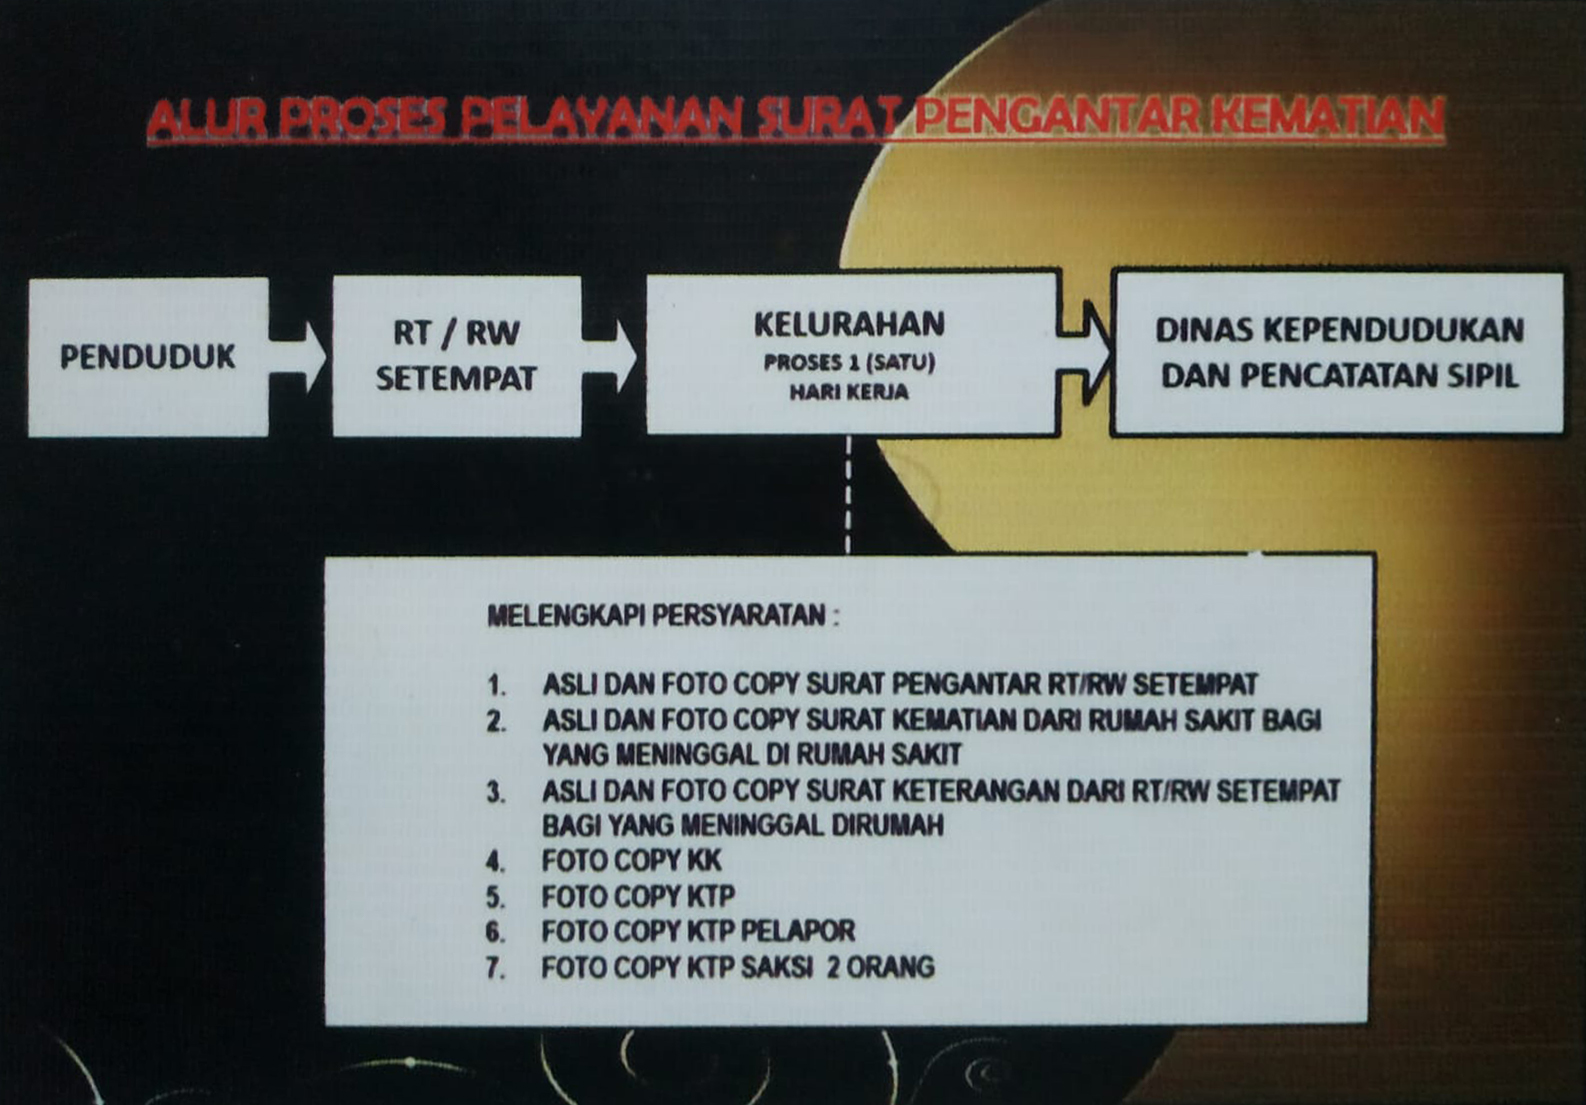 ALUR PROSES PELAYANAN SURAT PENGANTAR KEMATIAN
PENDUDUK
RT / RW
SETEMPAT
KELURAHAN
PROSES 1 (SATU)
HARI KERJA
DINAS KEPENDUDUKAN
DAN PENCATATAN SIPIL
MELENGKAPI PERSYARATAN :
1. ASLI DAN FOTO COPY SURAT PENGANTAR RT/RW SETEMPAT
2. ASLI DAN FOTO COPY SURAT KEMATIAN DARI RUMAH SAKIT BAGI
YANG MENINGGAL DI RUMAH SAKIT
3. ASLI DAN FOTO COPY SURAT KETERANGAN DARI RT/RW SETEMPAT
BAGI YANG MENINGGAL DIRUMAH
4. FOTO COPY KK
5. FOTO COPY KTP
6. FOTO COPY KTP PELAPOR
7. FOTO COPY KTP SAKSI 2 ORANG